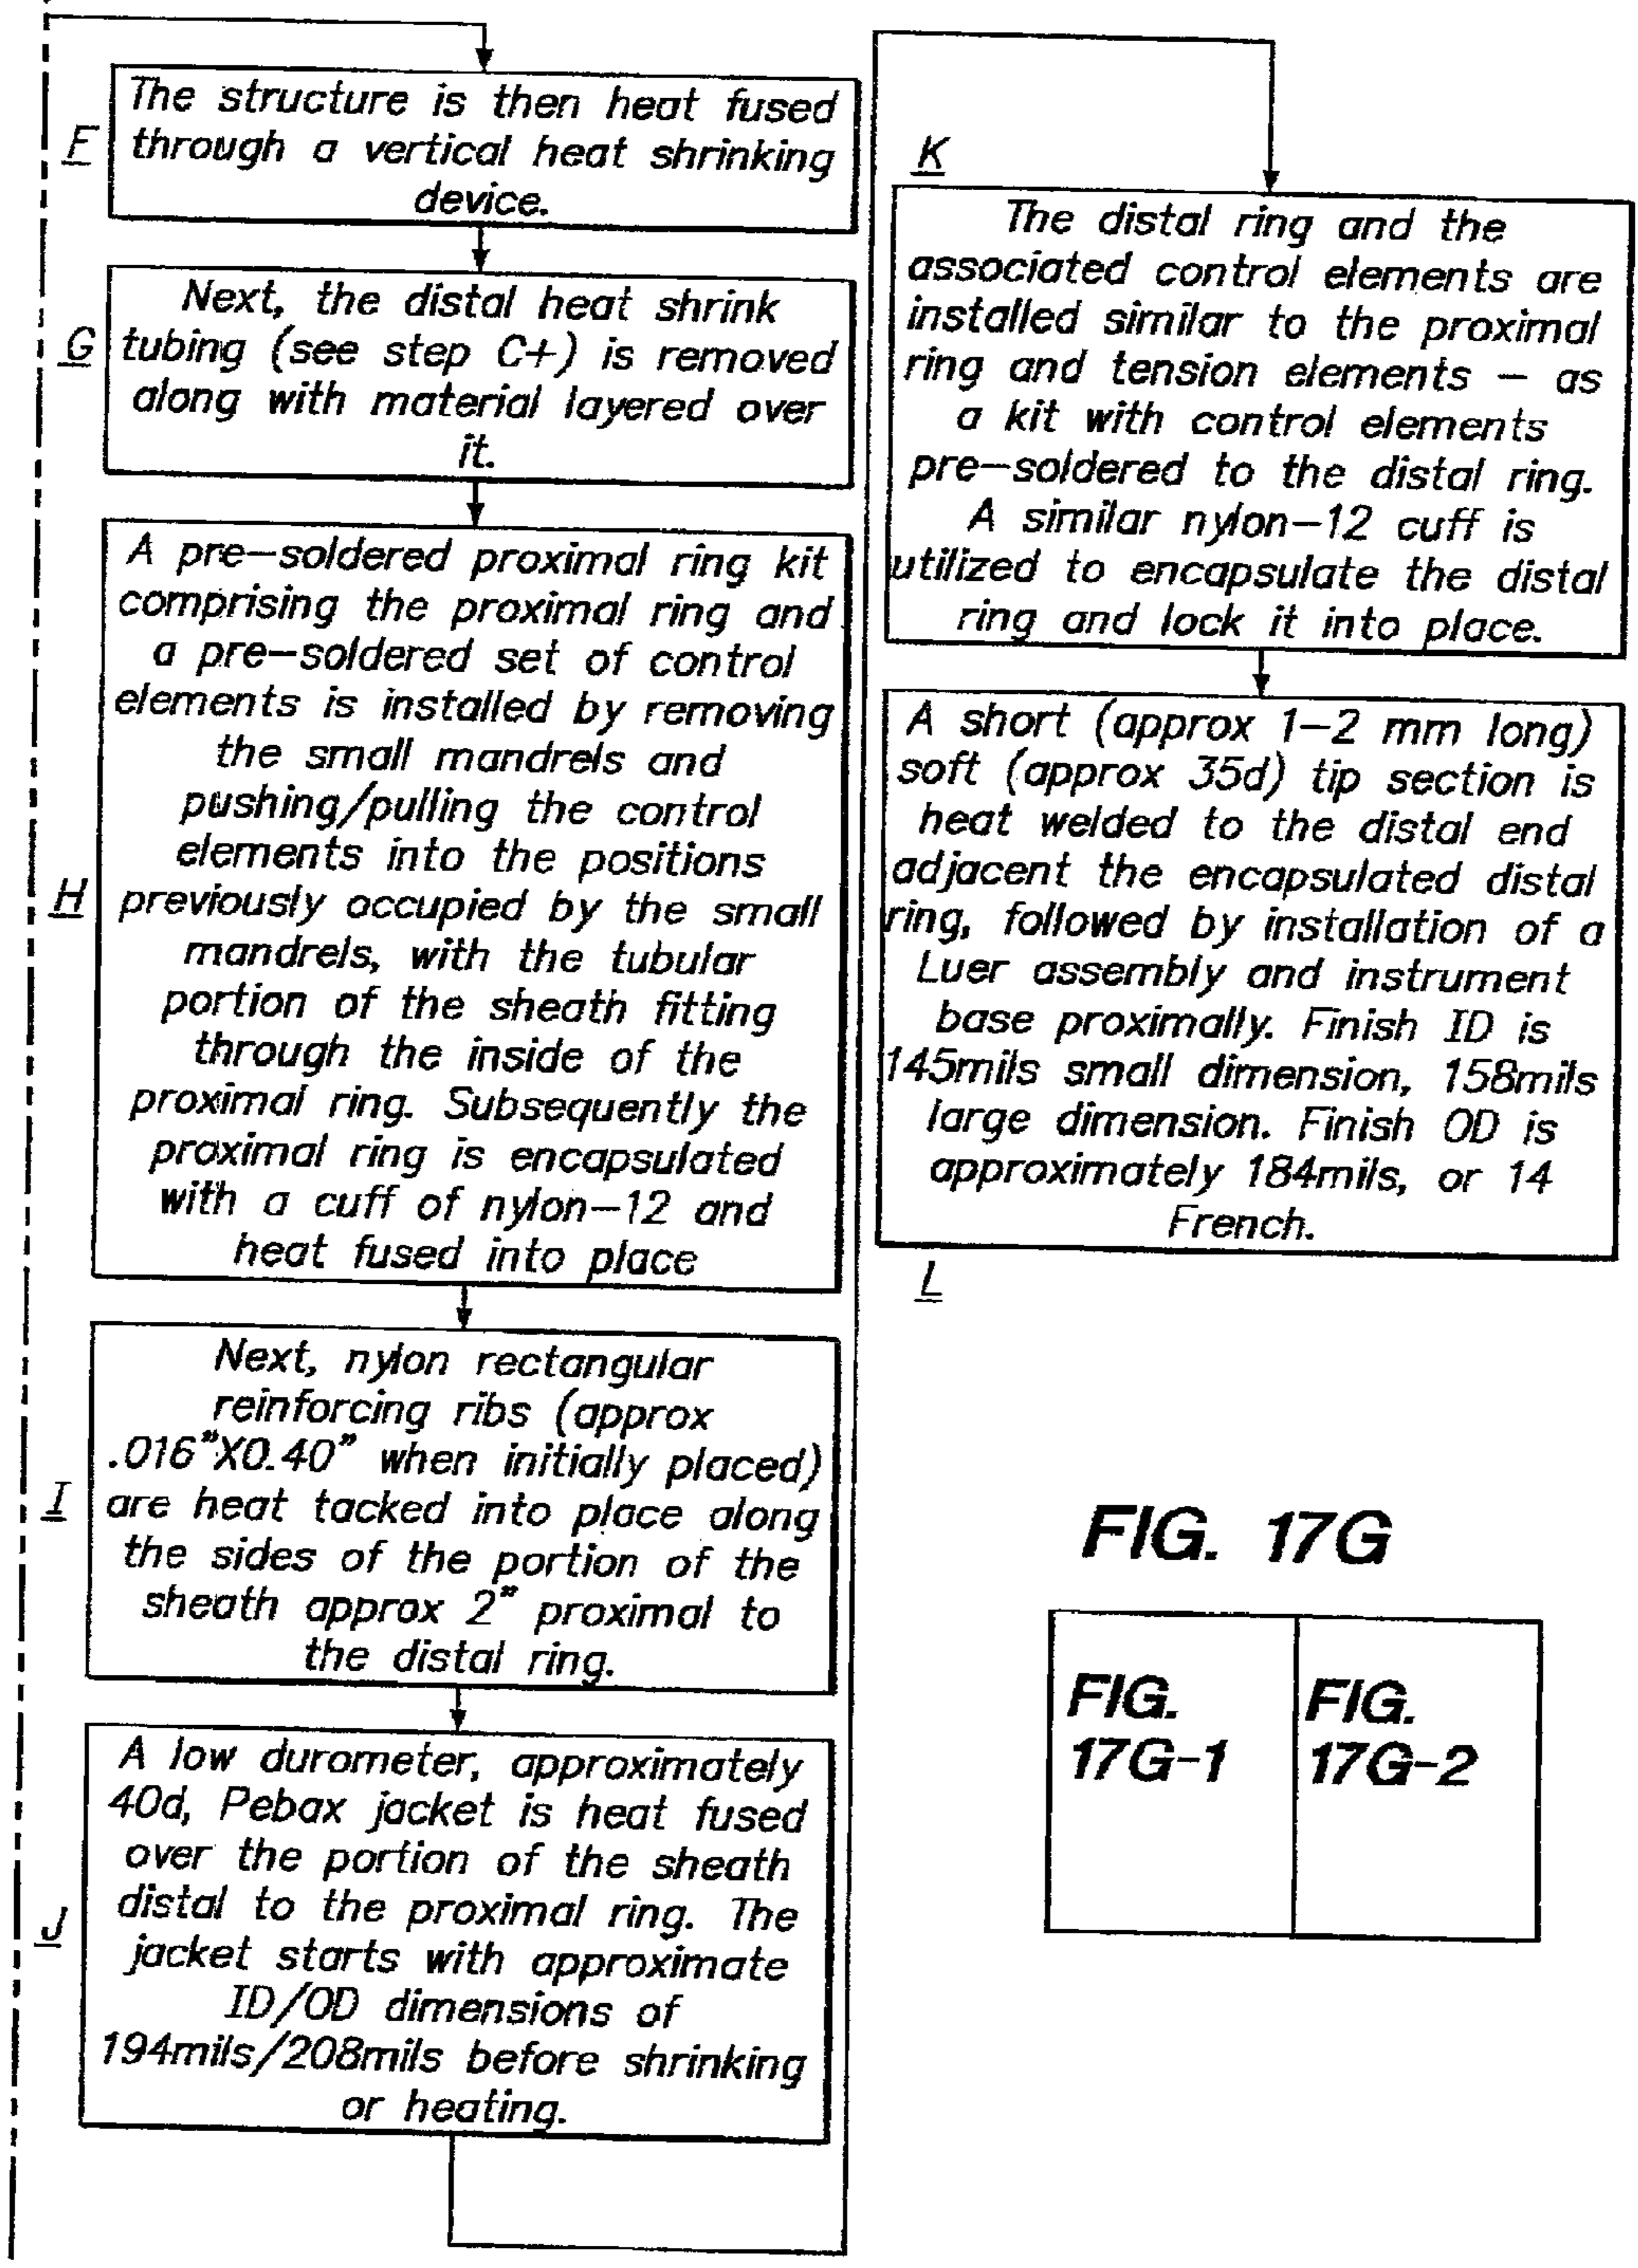 F
The structure is then heat fused
through a vertical heat shrinking
device.
G
Next, the distal heat shrink
tubing (see step C+) is removed
along with material layered over
it.
H
A pre-soldered proximal ring kit
comprising the proximal ring and
a pre-soldered set of control
elements is installed by removing
the small mandrels and
pushing/pulling the control
elements into the positions
previously occupied by the small
mandrels, with the tubular
portion of the sheath fitting
through the inside of the
proximal ring. Subsequently the
proximal ring is encapsulated
with a cuff of nylon-12 and
heat fused into place
I
Next, nylon rectangular
reinforcing ribs (approx
.016"X0.40" when initially placed)
are heat tacked into place along
the sides of the portion of the
sheath approx 2" proximal to
the distal ring.
J
A low durometer, approximately
40d, Pebax jacket is heat fused
over the portion of the sheath
distal to the proximal ring. The
jacket starts with approximate
ID/OD dimensions of
194mils/208mils before shrinking
or heating.
K
The distal ring and the
associated control elements are
installed similar to the proximal
ring and tension elements - as
a kit with control elements
pre-soldered to the distal ring.
A similar nylon-12 cuff is
utilized to encapsulate the distal
ring and lock it into place.
A short (approx 1-2 mm long)
soft (approx 35d) tip section is
heat welded to the distal end
adjacent the encapsulated distal
ring, followed by installation of a
Luer assembly and instrument
base proximally. Finish ID is
145mils small dimension, 158mils
large dimension. Finish OD is
approximately 184mils, or 14
French.
L
FIG. 17G
FIG.
17G-1
FIG.
17G-2